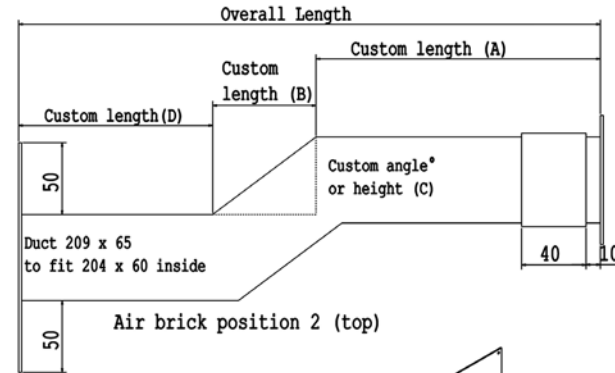 Overall Length
Custom length (A)
Custom
length (B)
Custom length(D)
50
Custom angle°
or height (C)
Duct 209 x 65
to fit 204 x 60 inside
40
10
50
Air brick position 2 (top)